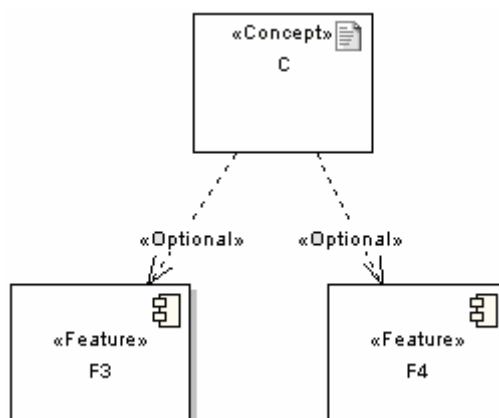 «Concept»
C
«Optional»
«Optional»
«Feature»
F3
«Feature»
F4